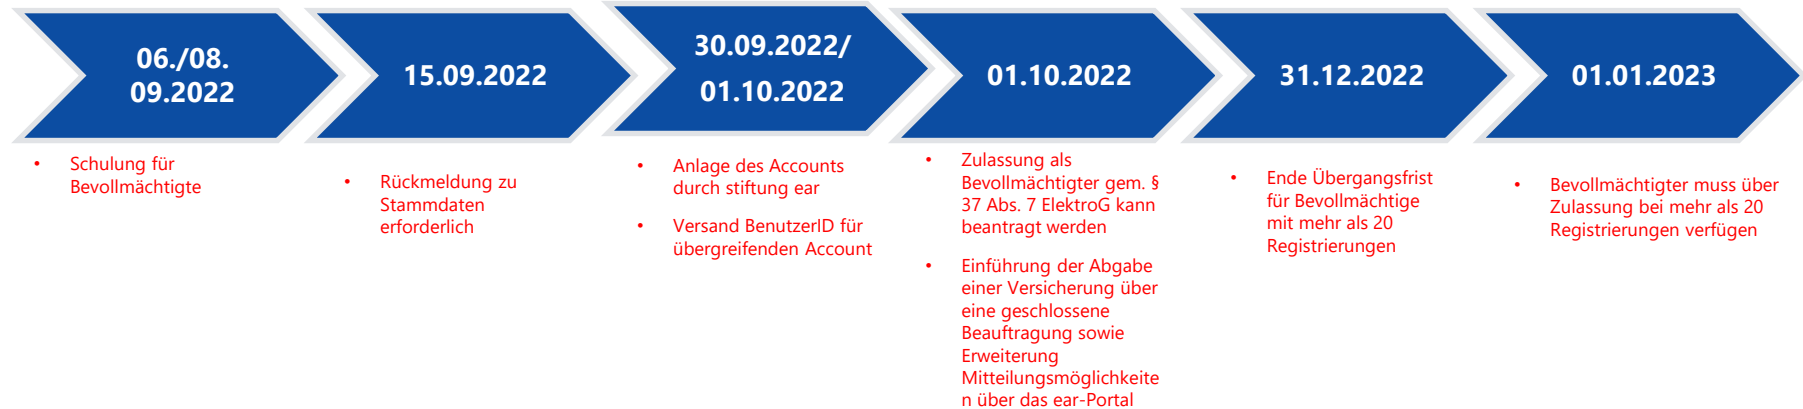 06./08.
09.2022
15.09.2022
30.09.2022/
01.10.2022
01.10.2022
31.12.2022
01.01.2023
• Schulung für
Bevollmächtigte
• Rückmeldung zu
Stammdaten
erforderlich
• Anlage des Accounts
durch stiftung ear
• Versand BenutzerID für
übergreifenden Account
• Zulassung als
Bevollmächtigter gem. §
37 Abs. 7 ElektroG kann
beantragt werden
• Einführung der Abgabe
einer Versicherung über
eine geschlossene
Beauftragung sowie
Erweiterung
Mitteilungsmöglichkeite
n über das ear-Portal
• Ende Übergangsfrist
für Bevollmächtige
mit mehr als 20
Registrierungen
• Bevollmächtigter muss über
Zulassung bei mehr als 20
Registrierungen verfügen